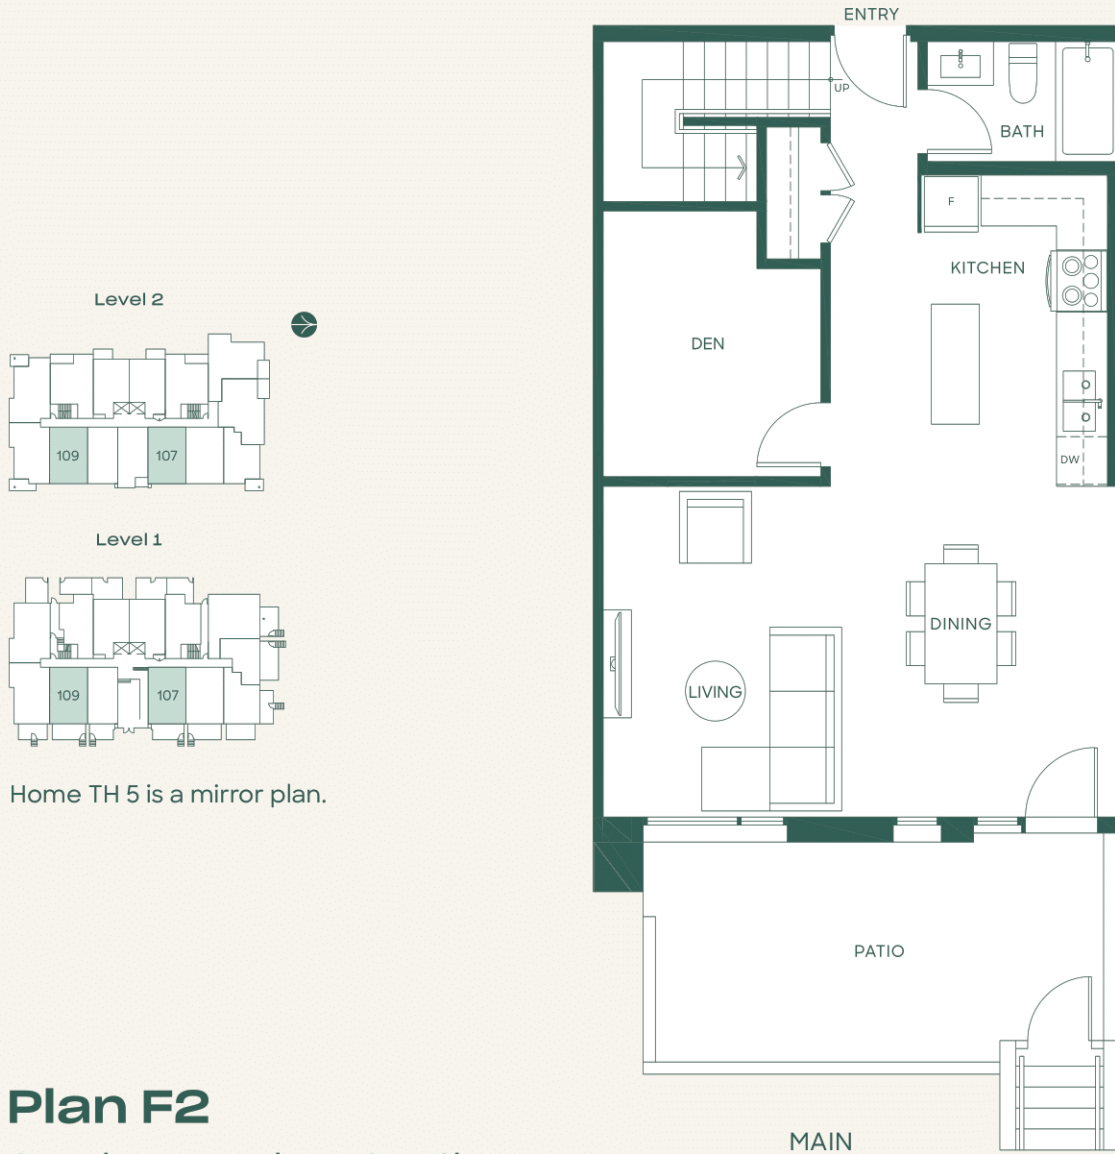 ENTRY
UP
BATH
F
KITCHEN
DEN
DW
DINING
LIVING
PATIO
MAIN
Level 2
109
107
Level 1
109
107
Home TH 5 is a mirror plan.
Plan F2